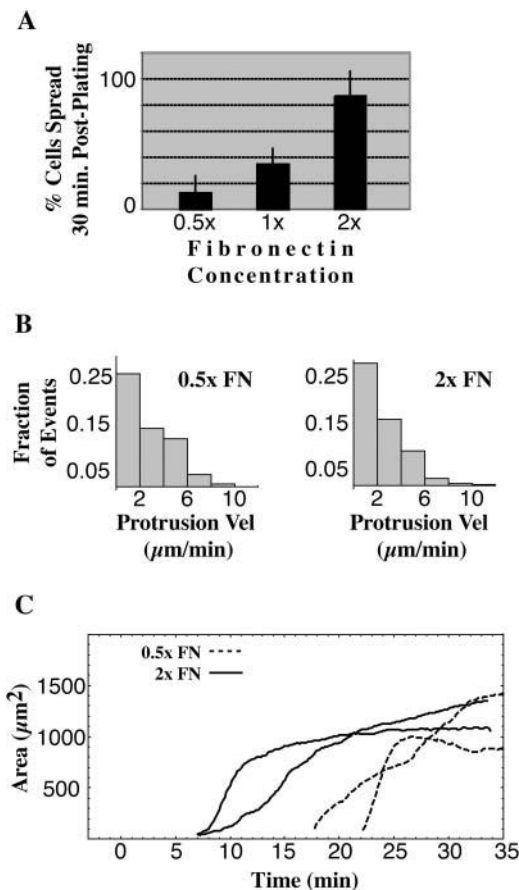 A
% Cells Spread
30 min. Post-Plating
100
0
0.5x 1x 2x
Fibronectin
Concentration
B
Fraction
of Events
0.25
0.15
0.05
0.5x FN
2 6 10
Protrusion Vel
(µm/min)
0.25
0.15
0.05
2x FN
2 6 10
Protrusion Vel
(µm/min)
C
0.5x FN
2x FN
Area (µm²)
1500
1000
500
0 5 10 15 20 25 30 35
Time (min)